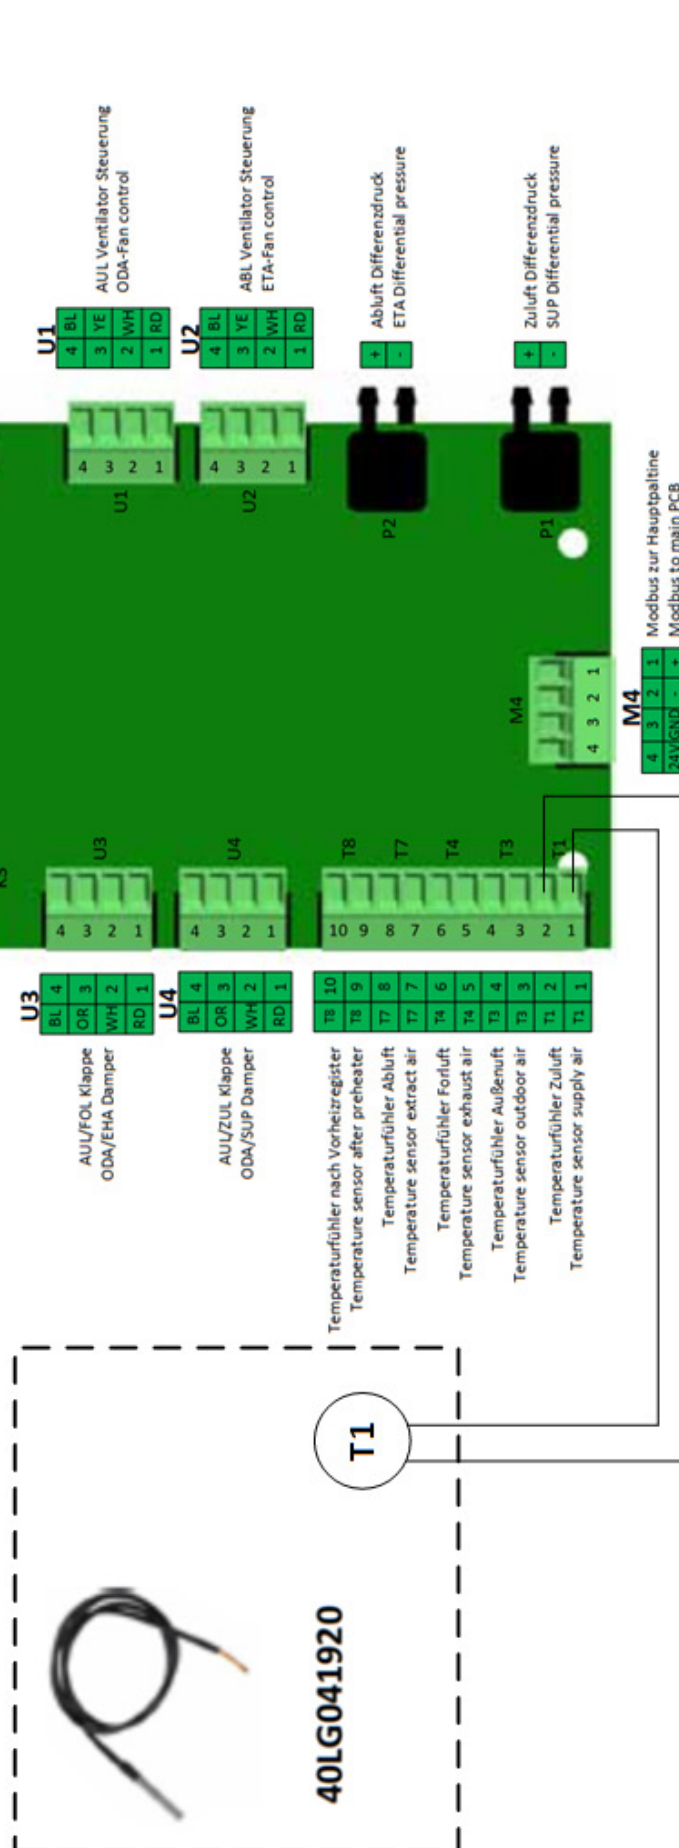 U1
4 BL
3 YE
2 WH
1 RD
AUL Ventilator Steuerung
ODA-Fan control
U2
4 BL
3 YE
2 WH
1 RD
ABL Ventilator Steuerung
ETA-Fan control
+
-
Abluft Differenzdruck
ETA Differential pressure
+
-
Zuluft Differenzdruck
SUP Differential pressure
4 3 2 1
U1
4 3 2 1
U2
P2
P1
M4
4 3 2 1
M4
4 3 2 1
24V GND - +
Modbus zur Hauptpaltine
Modbus to main PCB
U3
4 3 2 1
U4
4 3 2 1
T8
T7
T4
T3
T1
10 9 8 7 6 5 4 3 2 1
U3
BL 4
OR 3
WH 2
RD 1
AUL/FOL Klappe
ODA/EHA Damper
U4
BL 4
OR 3
WH 2
RD 1
AUL/ZUL Klappe
ODA/SUP Damper
T8 10
T8 9
T7 8
T7 7
T4 6
T4 5
T3 4
T3 3
T1 2
T1 1
Temperaturfühler nach Vorheizregister
Temperature sensor after preheater
Temperaturfühler Abluft
Temperature sensor extract air
Temperaturfühler Forluft
Temperature sensor exhaust air
Temperaturfühler Außenuft
Temperature sensor outdoor air
Temperaturfühler Zuluft
Temperature sensor supply air
T1
40LG041920